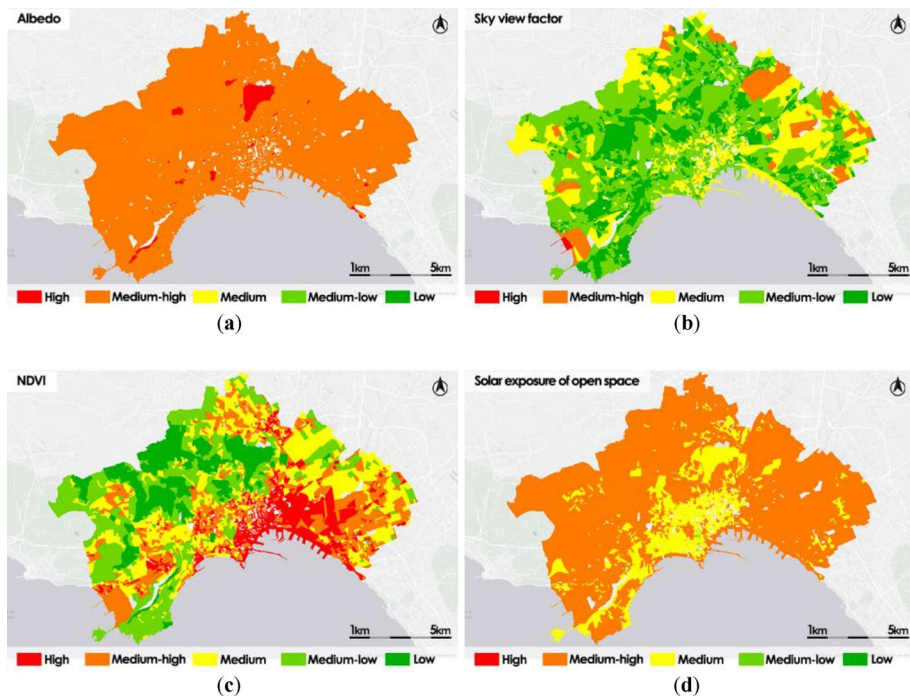 Albedo
1km 5km
High Medium-high Medium Medium-low Low
(a)
Sky view factor
1km 5km
High Medium-high Medium Medium-low Low
(b)
NDVI
1km 5km
High Medium-high Medium Medium-low Low
(c)
Solar exposure of open space
1km 5km
High Medium-high Medium Medium-low Low
(d)